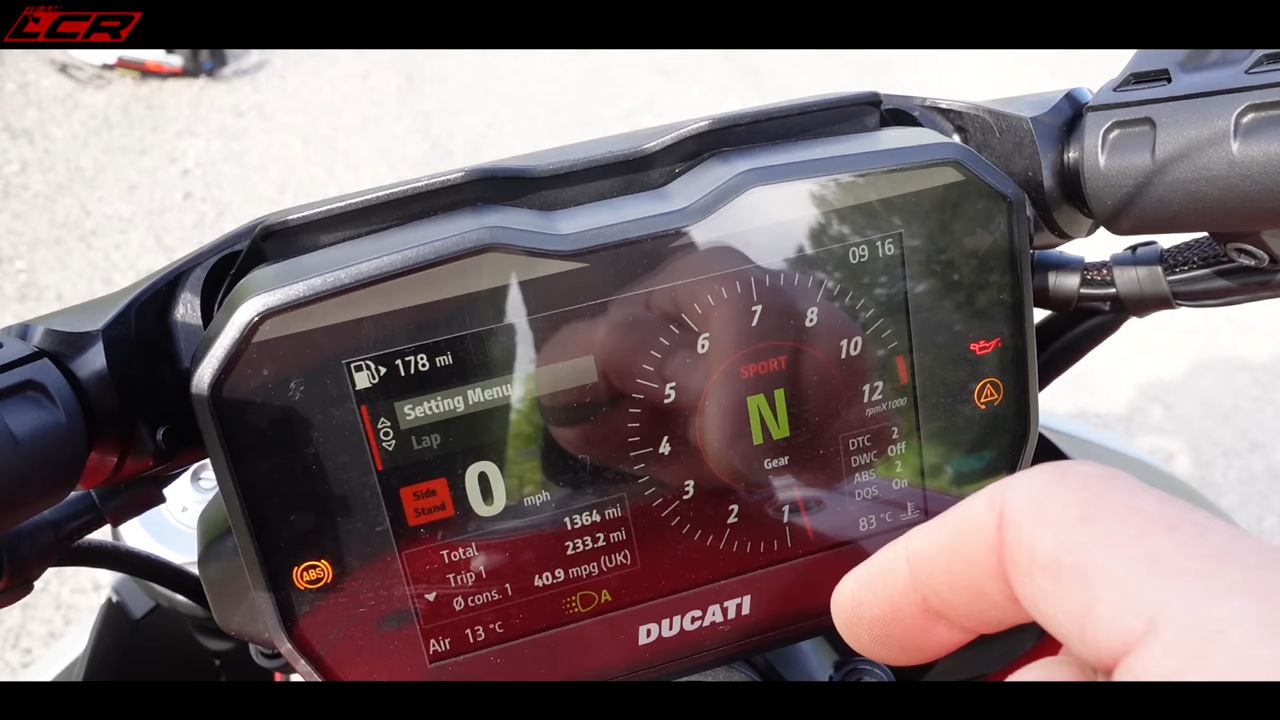 LCR
09 16
178 mi
Setting Menu
Lap
Side
Stand
0 mph
Total 1364 mi
Trip 1 233.2 mi
Ø cons. 1 40.9 mpg (UK)
Air 13 °C
A
1
2
3
4
5
6
7
8
10
12
rpmX1000
SPORT
N
Gear
DTC 2
DWC Off
ABS 2
DQS On
83 °C
ABS
DUCATI